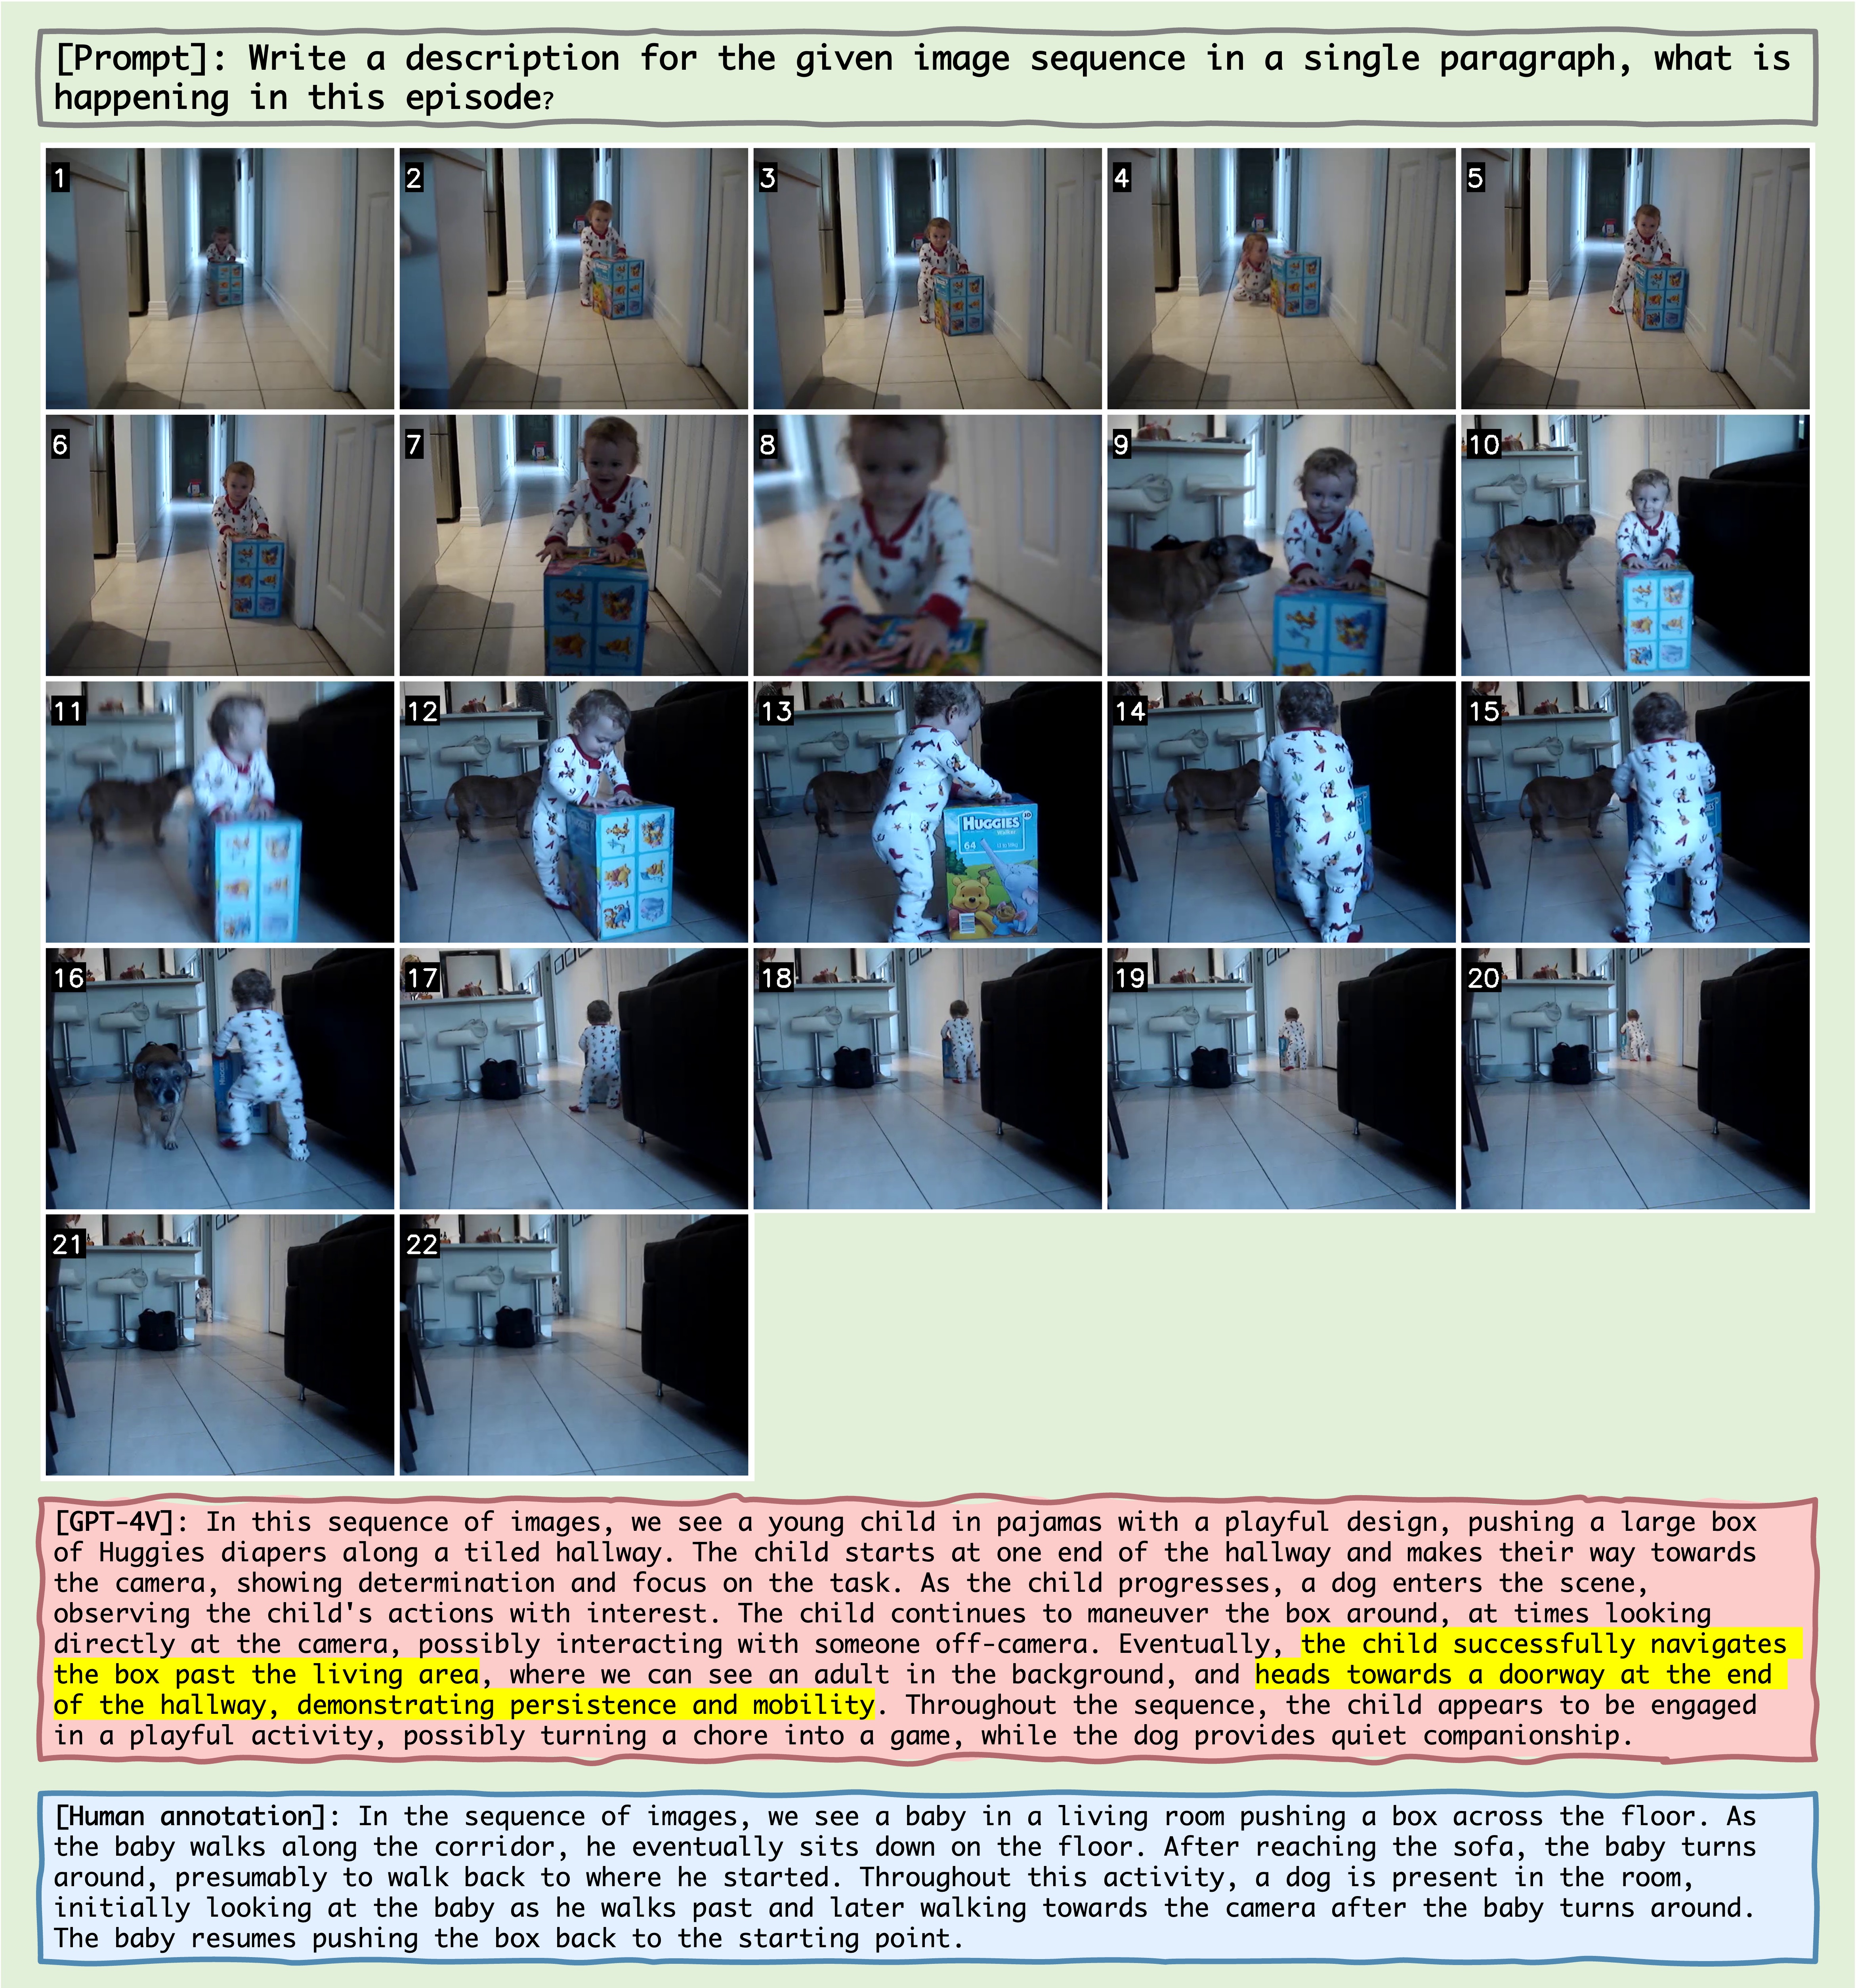 [Prompt]: Write a description for the given image sequence in a single paragraph, what is
happening in this episode?
1
2
3
4
5
6
7
8
9
10
11
12
13
HUGGIES
Walker
64
14
15
16
17
18
19
20
21
22
[GPT-4V]: In this sequence of images, we see a young child in pajamas with a playful design, pushing a large box
of Huggies diapers along a tiled hallway. The child starts at one end of the hallway and makes their way towards
the camera, showing determination and focus on the task. As the child progresses, a dog enters the scene,
observing the child's actions with interest. The child continues to maneuver the box around, at times looking
directly at the camera, possibly interacting with someone off-camera. Eventually, the child successfully navigates
the box past the living area, where we can see an adult in the background, and heads towards a doorway at the end
of the hallway, demonstrating persistence and mobility. Throughout the sequence, the child appears to be engaged
in a playful activity, possibly turning a chore into a game, while the dog provides quiet companionship.
[Human annotation]: In the sequence of images, we see a baby in a living room pushing a box across the floor. As
the baby walks along the corridor, he eventually sits down on the floor. After reaching the sofa, the baby turns
around, presumably to walk back to where he started. Throughout this activity, a dog is present in the room,
initially looking at the baby as he walks past and later walking towards the camera after the baby turns around.
The baby resumes pushing the box back to the starting point.